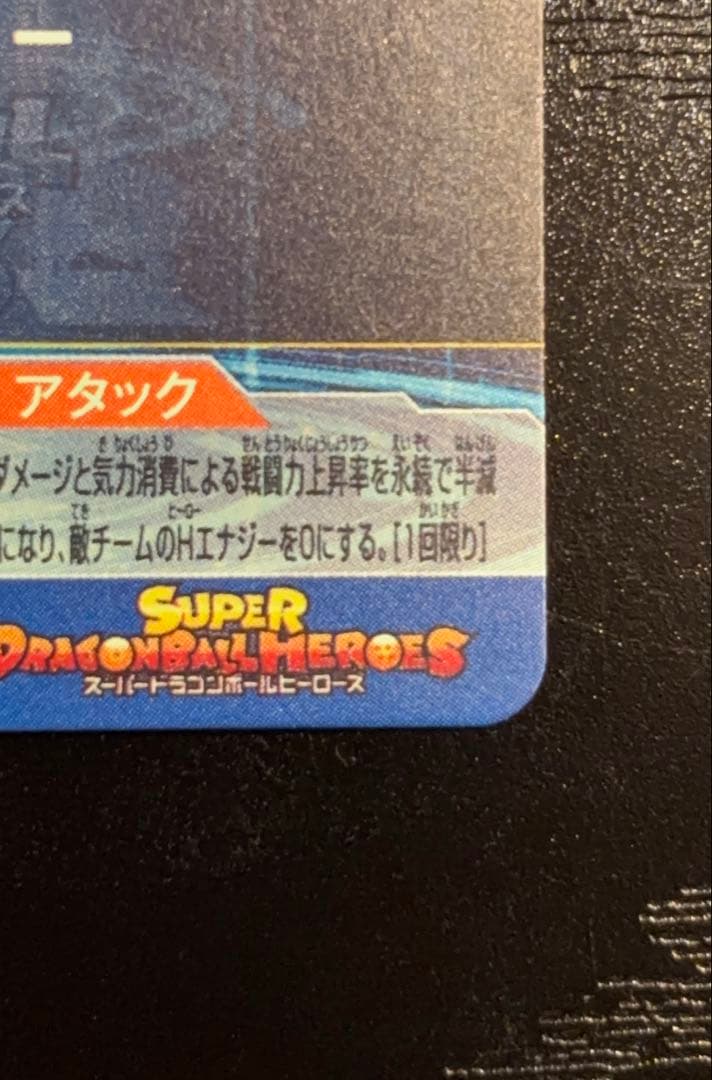 アタック
ダメージと気力消費による戦闘力上昇率を永続で半減
になり、敵チームのHエナジーを0にする。[1回限り]
SUPER
DRAGONBALL HEROES
スーパードラゴンボールヒーローズ